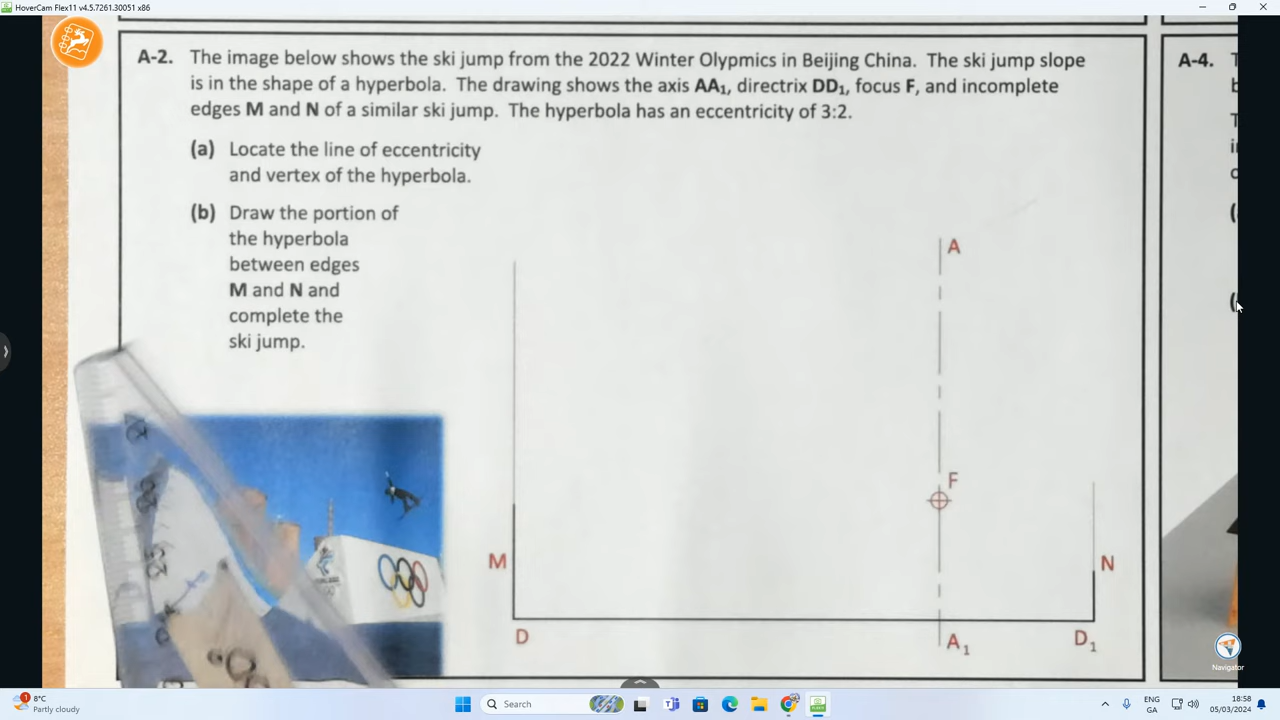 HoverCam Flex11 v4.5.7261.30051 x86
A-2. The image below shows the ski jump from the 2022 Winter Olypmics in Beijing China. The ski jump slope
is in the shape of a hyperbola. The drawing shows the axis AA₁, directrix DD₁, focus F, and incomplete
edges M and N of a similar ski jump. The hyperbola has an eccentricity of 3:2.
(a) Locate the line of eccentricity
and vertex of the hyperbola.
(b) Draw the portion of
the hyperbola
between edges
M and N and
complete the
ski jump.
A
F
M
N
D
A₁
D₁
A-4.
Navigator
8°C
Partly cloudy
Search
ENG
GA
18:58
05/03/2024